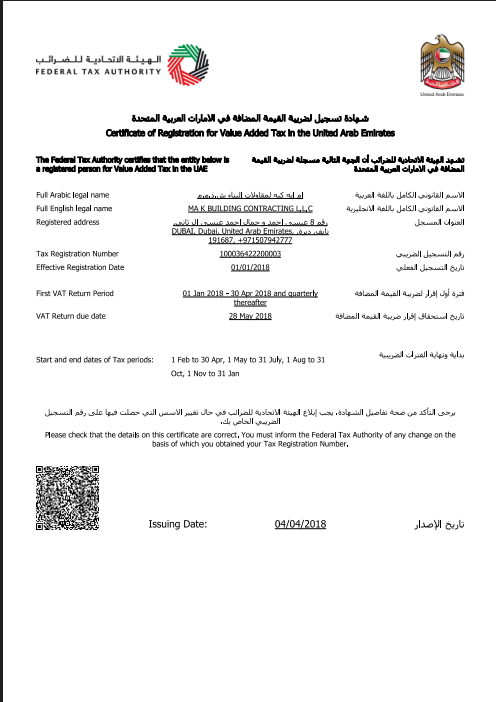 الهيئة الاتحادية للضرائب
FEDERAL TAX AUTHORITY
United Arab Emirates
شهادة تسجيل لضريبة القيمة المضافة في الامارات العربية المتحدة
Certificate of Registration for Value Added Tax in the United Arab Emirates
The Federal Tax Authority certifies that the entity below is
a registered person for Value Added Tax in the UAE
تشهد الهيئة الاتحادية للضرائب أن الجهة التالية مسجلة لضريبة القيمة
المضافة في الامارات العربية المتحدة
Full Arabic legal name ام ايه كيه لمقاولات البناء ش.ذ.م.م الاسم القانوني الكامل باللغة العربية
Full English legal name MA K BUILDING CONTRACTING L.L.C الاسم القانوني الكامل باللغة الانجليزية
Registered address رقم 8 عيسى احمد و جمال احمد عيسى ال العنوان المسجل
نايف, ديرة, DUBAI, Dubai, United Arab Emirates,
191687, +971507942777
Tax Registration Number 100036422200003 رقم التسجيل الضريبي
Effective Registration Date 01/01/2018 تاريخ التسجيل الفعلي
First VAT Return Period 01 Jan 2018 – 30 Apr 2018 and quarterly فترة أول إقرار لضريبة القيمة المضافة
thereafter
VAT Return due date 28 May 2018 تاريخ استحقاق إقرار ضريبة القيمة المضافة
بداية ونهاية الفترات الضريبية
Start and end dates of Tax periods: 1 Feb to 30 Apr, 1 May to 31 July, 1 Aug to 31
Oct, 1 Nov to 31 Jan
يرجى التأكد من صحة تفاصيل الشهادة، يجب إبلاغ الهيئة الاتحادية للضرائب في حال تغيير الاسس التي حصلت فيها على رقم التسجيل
الضريبي الخاص بك.
Please check that the details on this certificate are correct. You must inform the Federal Tax Authority of any change on the
basis of which you obtained your Tax Registration Number.
Issuing Date: 04/04/2018 تاريخ الإصدار